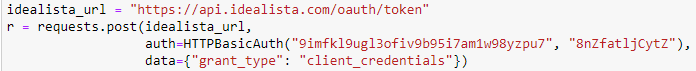 idealista_url = "https://api.idealista.com/oauth/token"
r = requests.post(idealista_url,
auth=HTTPBasicAuth("9imfkl9ugl3ofiv9b95i7am1w98yzpu7", "8nZfatljCytZ"),
data={"grant_type": "client_credentials"})